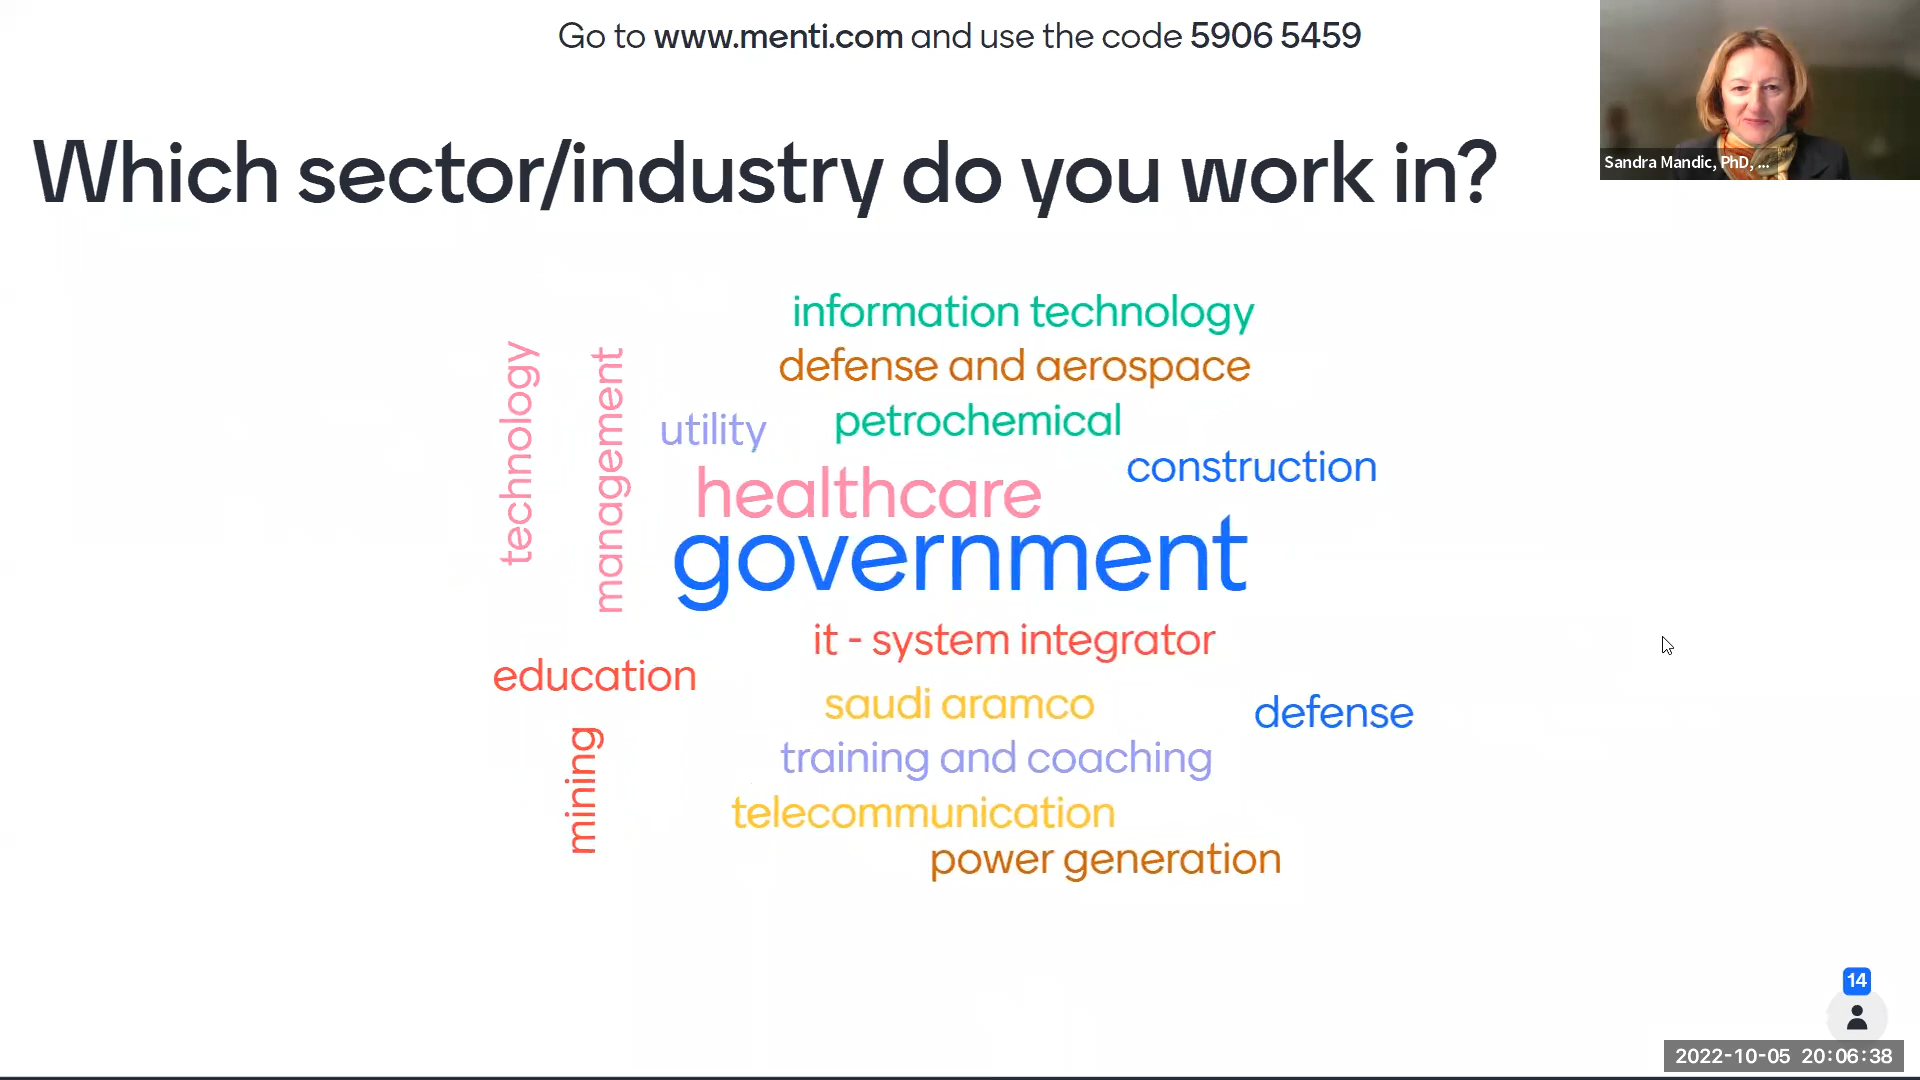 Go to www.menti.com and use the code 5906 5459
Sandra Mandic, PhD, ...
Which sector/industry do you work in?
information technology
defense and aerospace
technology
management
utility
petrochemical
construction
healthcare
government
it - system integrator
education
saudi aramco
defense
mining
training and coaching
telecommunication
power generation
14
2022-10-05 20:06:38